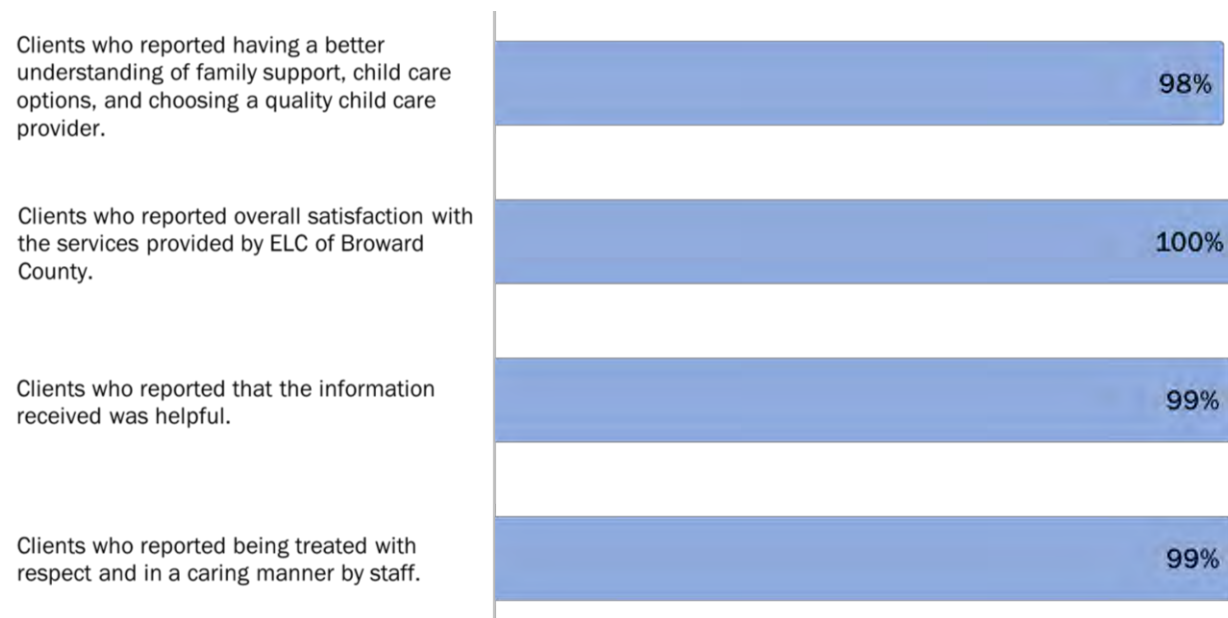 Clients who reported having a better
understanding of family support, child care
options, and choosing a quality child care
provider.
98%
Clients who reported overall satisfaction with
the services provided by ELC of Broward
County.
100%
Clients who reported that the information
received was helpful.
99%
Clients who reported being treated with
respect and in a caring manner by staff.
99%